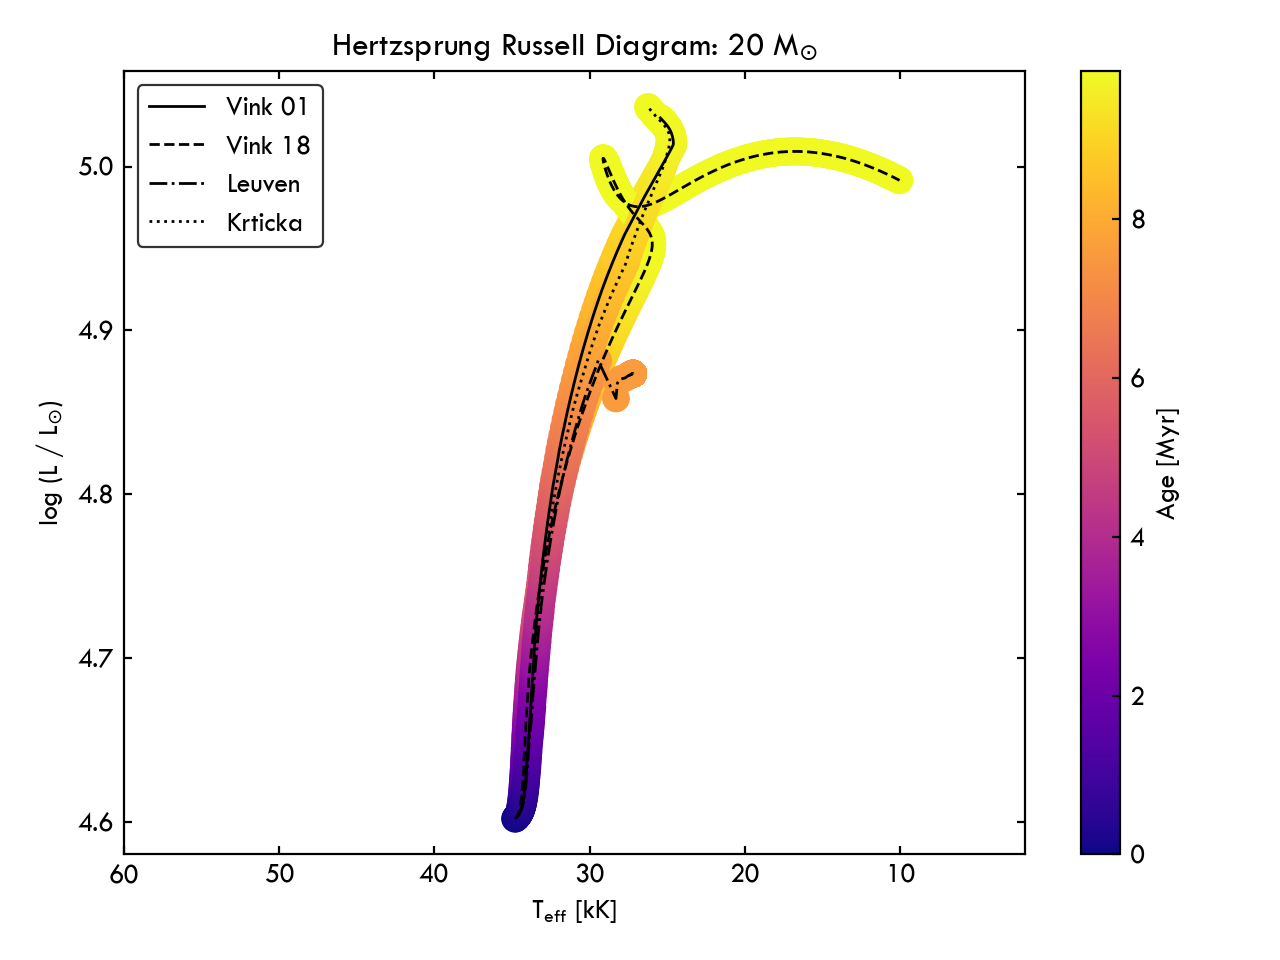 Hertzsprung Russell Diagram: 20 M⊙
Vink 01
Vink 18
Leuven
Krticka
5.0
4.9
4.8
4.7
4.6
log (L / L⊙)
60 50 40 30 20 10
Teff [kK]
8
6
4
2
0
Age [Myr]